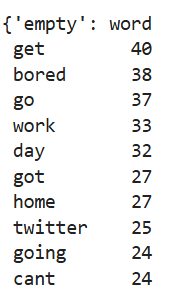 {'empty': word
get 40
bored 38
go 37
work 33
day 32
got 27
home 27
twitter 25
going 24
cant 24